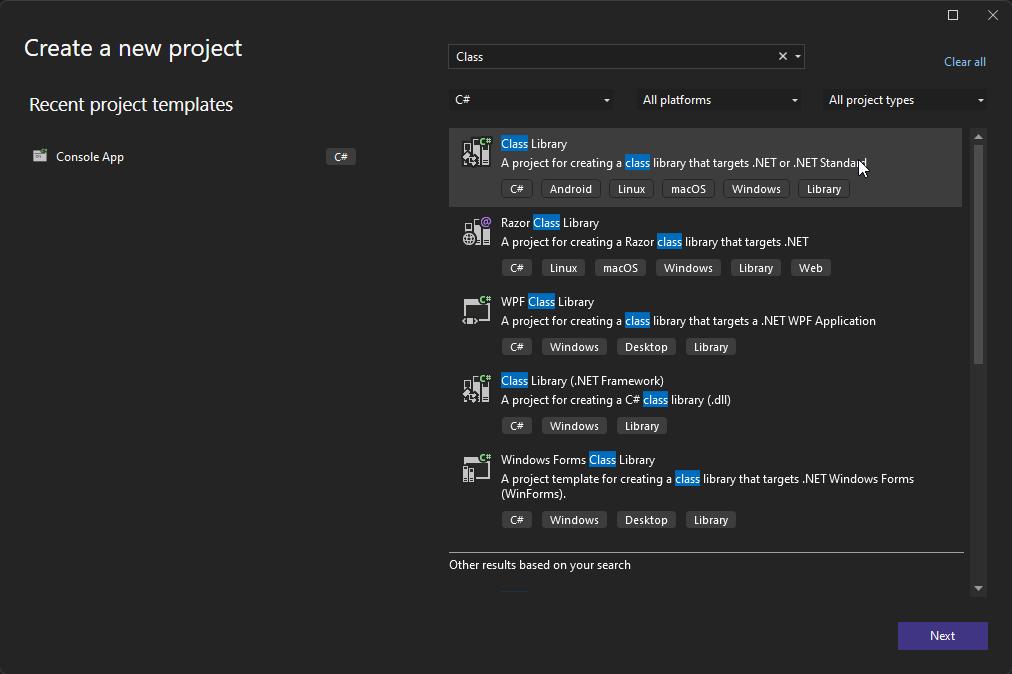 Create a new project
Recent project templates
Console App
C#
Class
Clear all
C#
All platforms
All project types
Class Library
A project for creating a class library that targets .NET or .NET Standard
C# Android Linux macOS Windows Library
Razor Class Library
A project for creating a Razor class library that targets .NET
C# Linux macOS Windows Library Web
WPF Class Library
A project for creating a class library that targets a .NET WPF Application
C# Windows Desktop Library
Class Library (.NET Framework)
A project for creating a C# class library (.dll)
C# Windows Library
Windows Forms Class Library
A project template for creating a class library that targets .NET Windows Forms
(WinForms).
C# Windows Desktop Library
Other results based on your search
Next